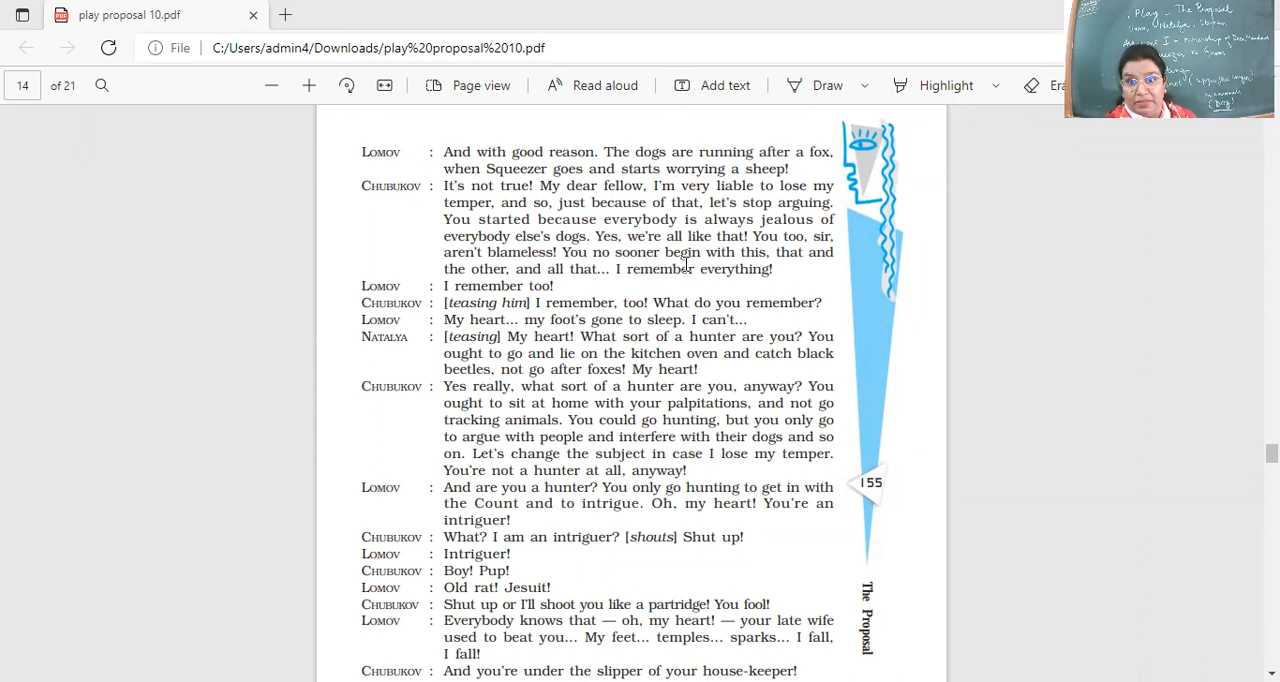 play proposal 10.pdf
File C:/Users/admin4/Downloads/play%20proposal%2010.pdf
14 of 21 Page view Read aloud Add text Draw Highlight Era
Play - The Proposal
LOMOV : And with good reason. The dogs are running after a fox,
when Squeezer goes and starts worrying a sheep!
CHUBUKOV : It's not true! My dear fellow, I'm very liable to lose my
temper, and so, just because of that, let's stop arguing.
You started because everybody is always jealous of
everybody else's dogs. Yes, we're all like that! You too, sir,
aren't blameless! You no sooner begin with this, that and
the other, and all that... I remember everything!
LOMOV : I remember too!
CHUBUKOV : [teasing him] I remember, too! What do you remember?
LOMOV : My heart... my foot's gone to sleep. I can't...
NATALYA : [teasing] My heart! What sort of a hunter are you? You
ought to go and lie on the kitchen oven and catch black
beetles, not go after foxes! My heart!
CHUBUKOV : Yes really, what sort of a hunter are you, anyway? You
ought to sit at home with your palpitations, and not go
tracking animals. You could go hunting, but you only go
to argue with people and interfere with their dogs and so
on. Let's change the subject in case I lose my temper.
You're not a hunter at all, anyway!
LOMOV : And are you a hunter? You only go hunting to get in with
the Count and to intrigue. Oh, my heart! You're an
intriguer!
CHUBUKOV : What? I am an intriguer? [shouts] Shut up!
LOMOV : Intriguer!
CHUBUKOV : Boy! Pup!
LOMOV : Old rat! Jesuit!
CHUBUKOV : Shut up or I'll shoot you like a partridge! You fool!
LOMOV : Everybody knows that — oh, my heart! — your late wife
used to beat you... My feet... temples... sparks... I fall,
I fall!
CHUBUKOV : And you're under the slipper of your house-keeper!
155
The Proposal